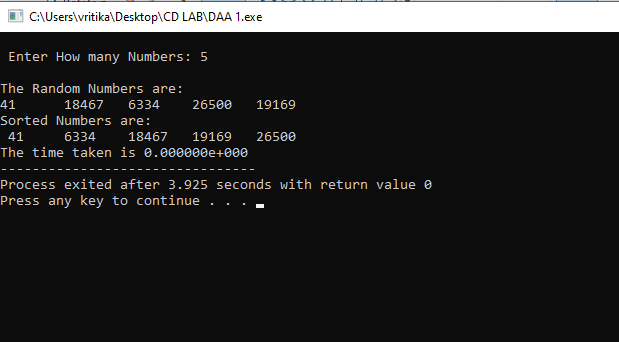 C:\Users\vritika\Desktop\CD LAB\DAA 1.exe
Enter How many Numbers: 5
The Random Numbers are:
41 18467 6334 26500 19169
Sorted Numbers are:
41 6334 18467 19169 26500
The time taken is 0.000000e+000
--------------------------------
Process exited after 3.925 seconds with return value 0
Press any key to continue . . .